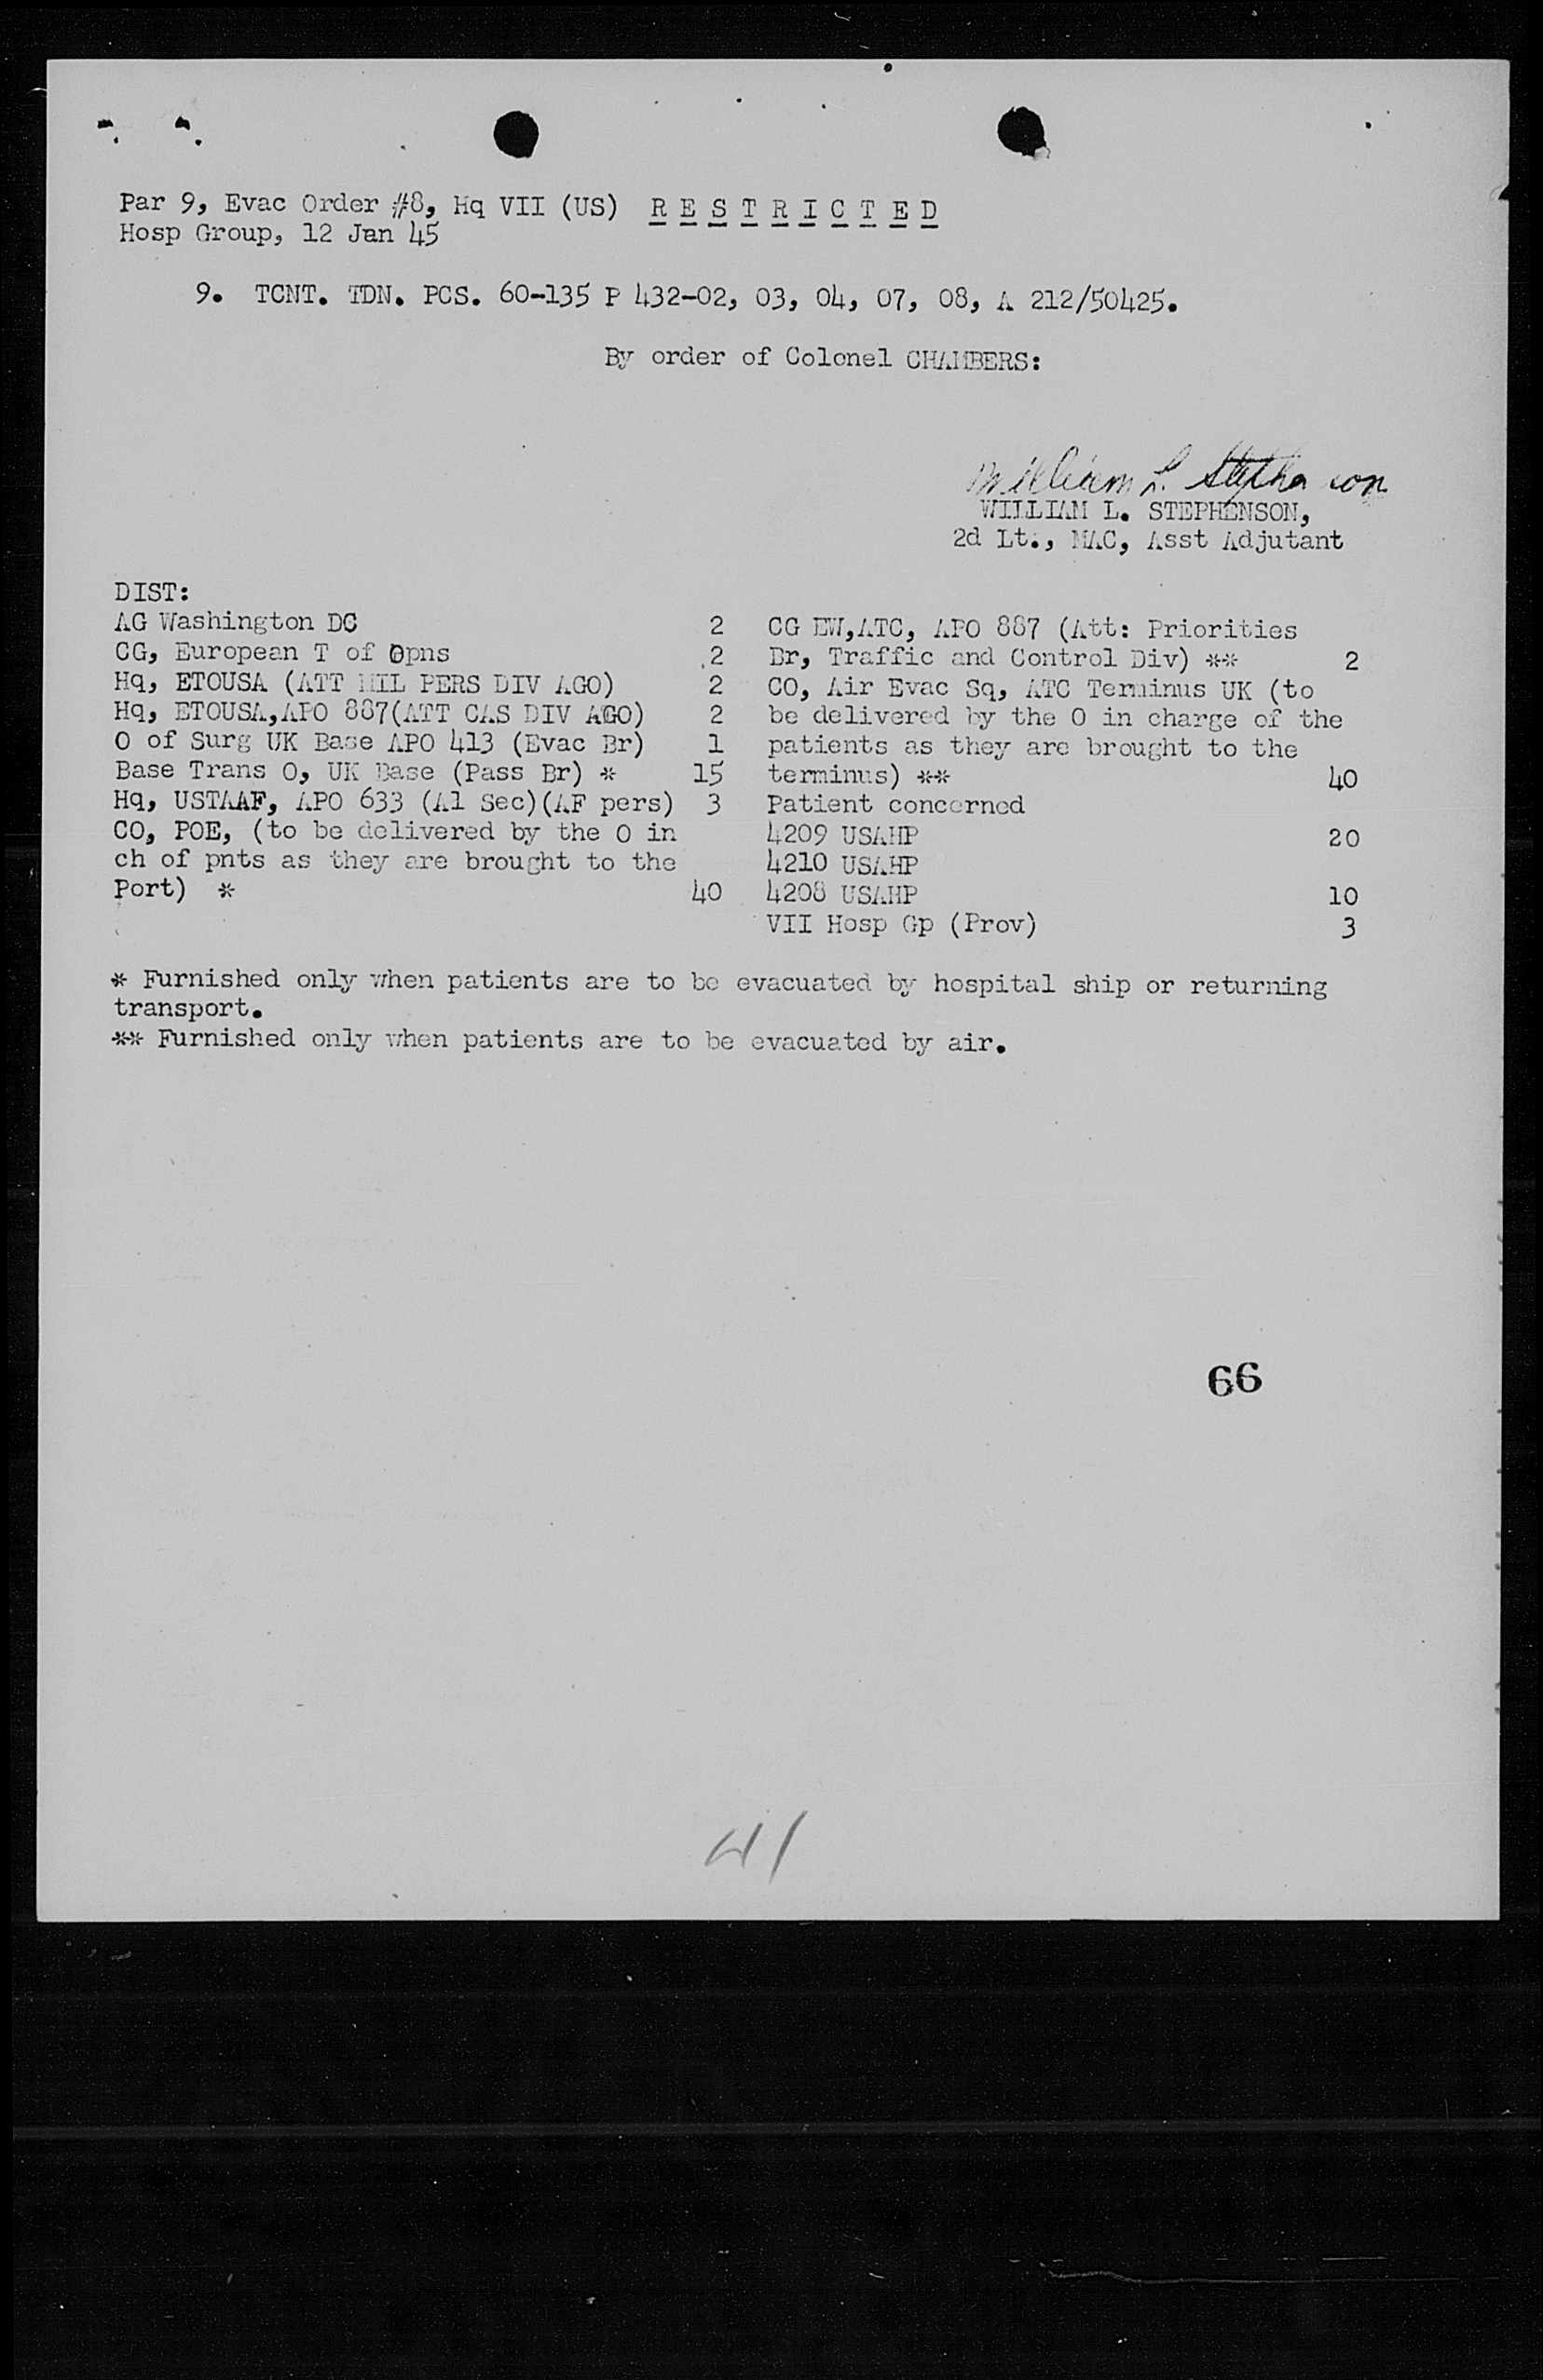 Par 9, Evac Order #8, Hq VII (US) R E S T R I C T E D
Hosp Group, 12 Jan 45
9. TCNT. TDN. PCS. 60-135 P 432-02, 03, 04, 07, 08, A 212/50425.
By order of Colonel CHAMBERS:
William L. Stephenson
WILLIAM L. STEPHENSON,
2d Lt., MAC, Asst Adjutant
DIST:
AG Washington DC 2
CG, European T of Opns 2
Hq, ETOUSA (ATT MIL PERS DIV AGO) 2
Hq, ETOUSA,APO 887(ATT CAS DIV AGO) 2
O of Surg UK Base APO 413 (Evac Br) 1
Base Trans O, UK Base (Pass Br) * 15
Hq, USTAAF, APO 633 (Al Sec)(AF pers) 3
CO, POE, (to be delivered by the O in
ch of pnts as they are brought to the
Port) * 40
CG EW,ATC, APO 887 (Att: Priorities
Br, Traffic and Control Div) ** 2
CO, Air Evac Sq, ATC Terminus UK (to
be delivered by the O in charge of the
patients as they are brought to the
terminus) ** 40
Patient concerned
4209 USAHP 20
4210 USAHP
4208 USAHP 10
VII Hosp Gp (Prov) 3
* Furnished only when patients are to be evacuated by hospital ship or returning
transport.
** Furnished only when patients are to be evacuated by air.
66
41